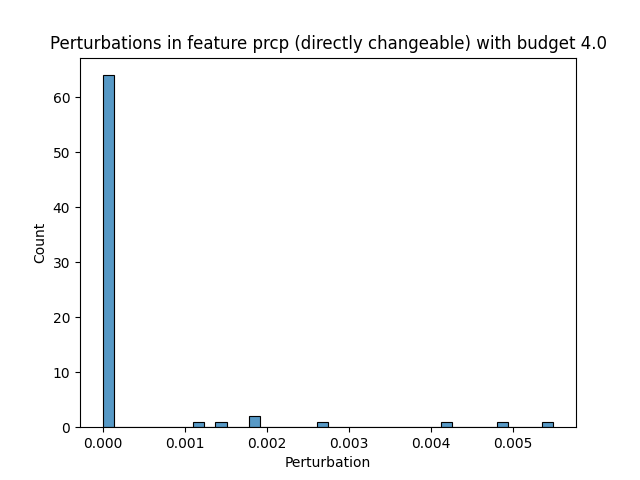 Perturbations in feature prcp (directly changeable) with budget 4.0
60
50
40
30
20
10
0
Count
0.000 0.001 0.002 0.003 0.004 0.005
Perturbation